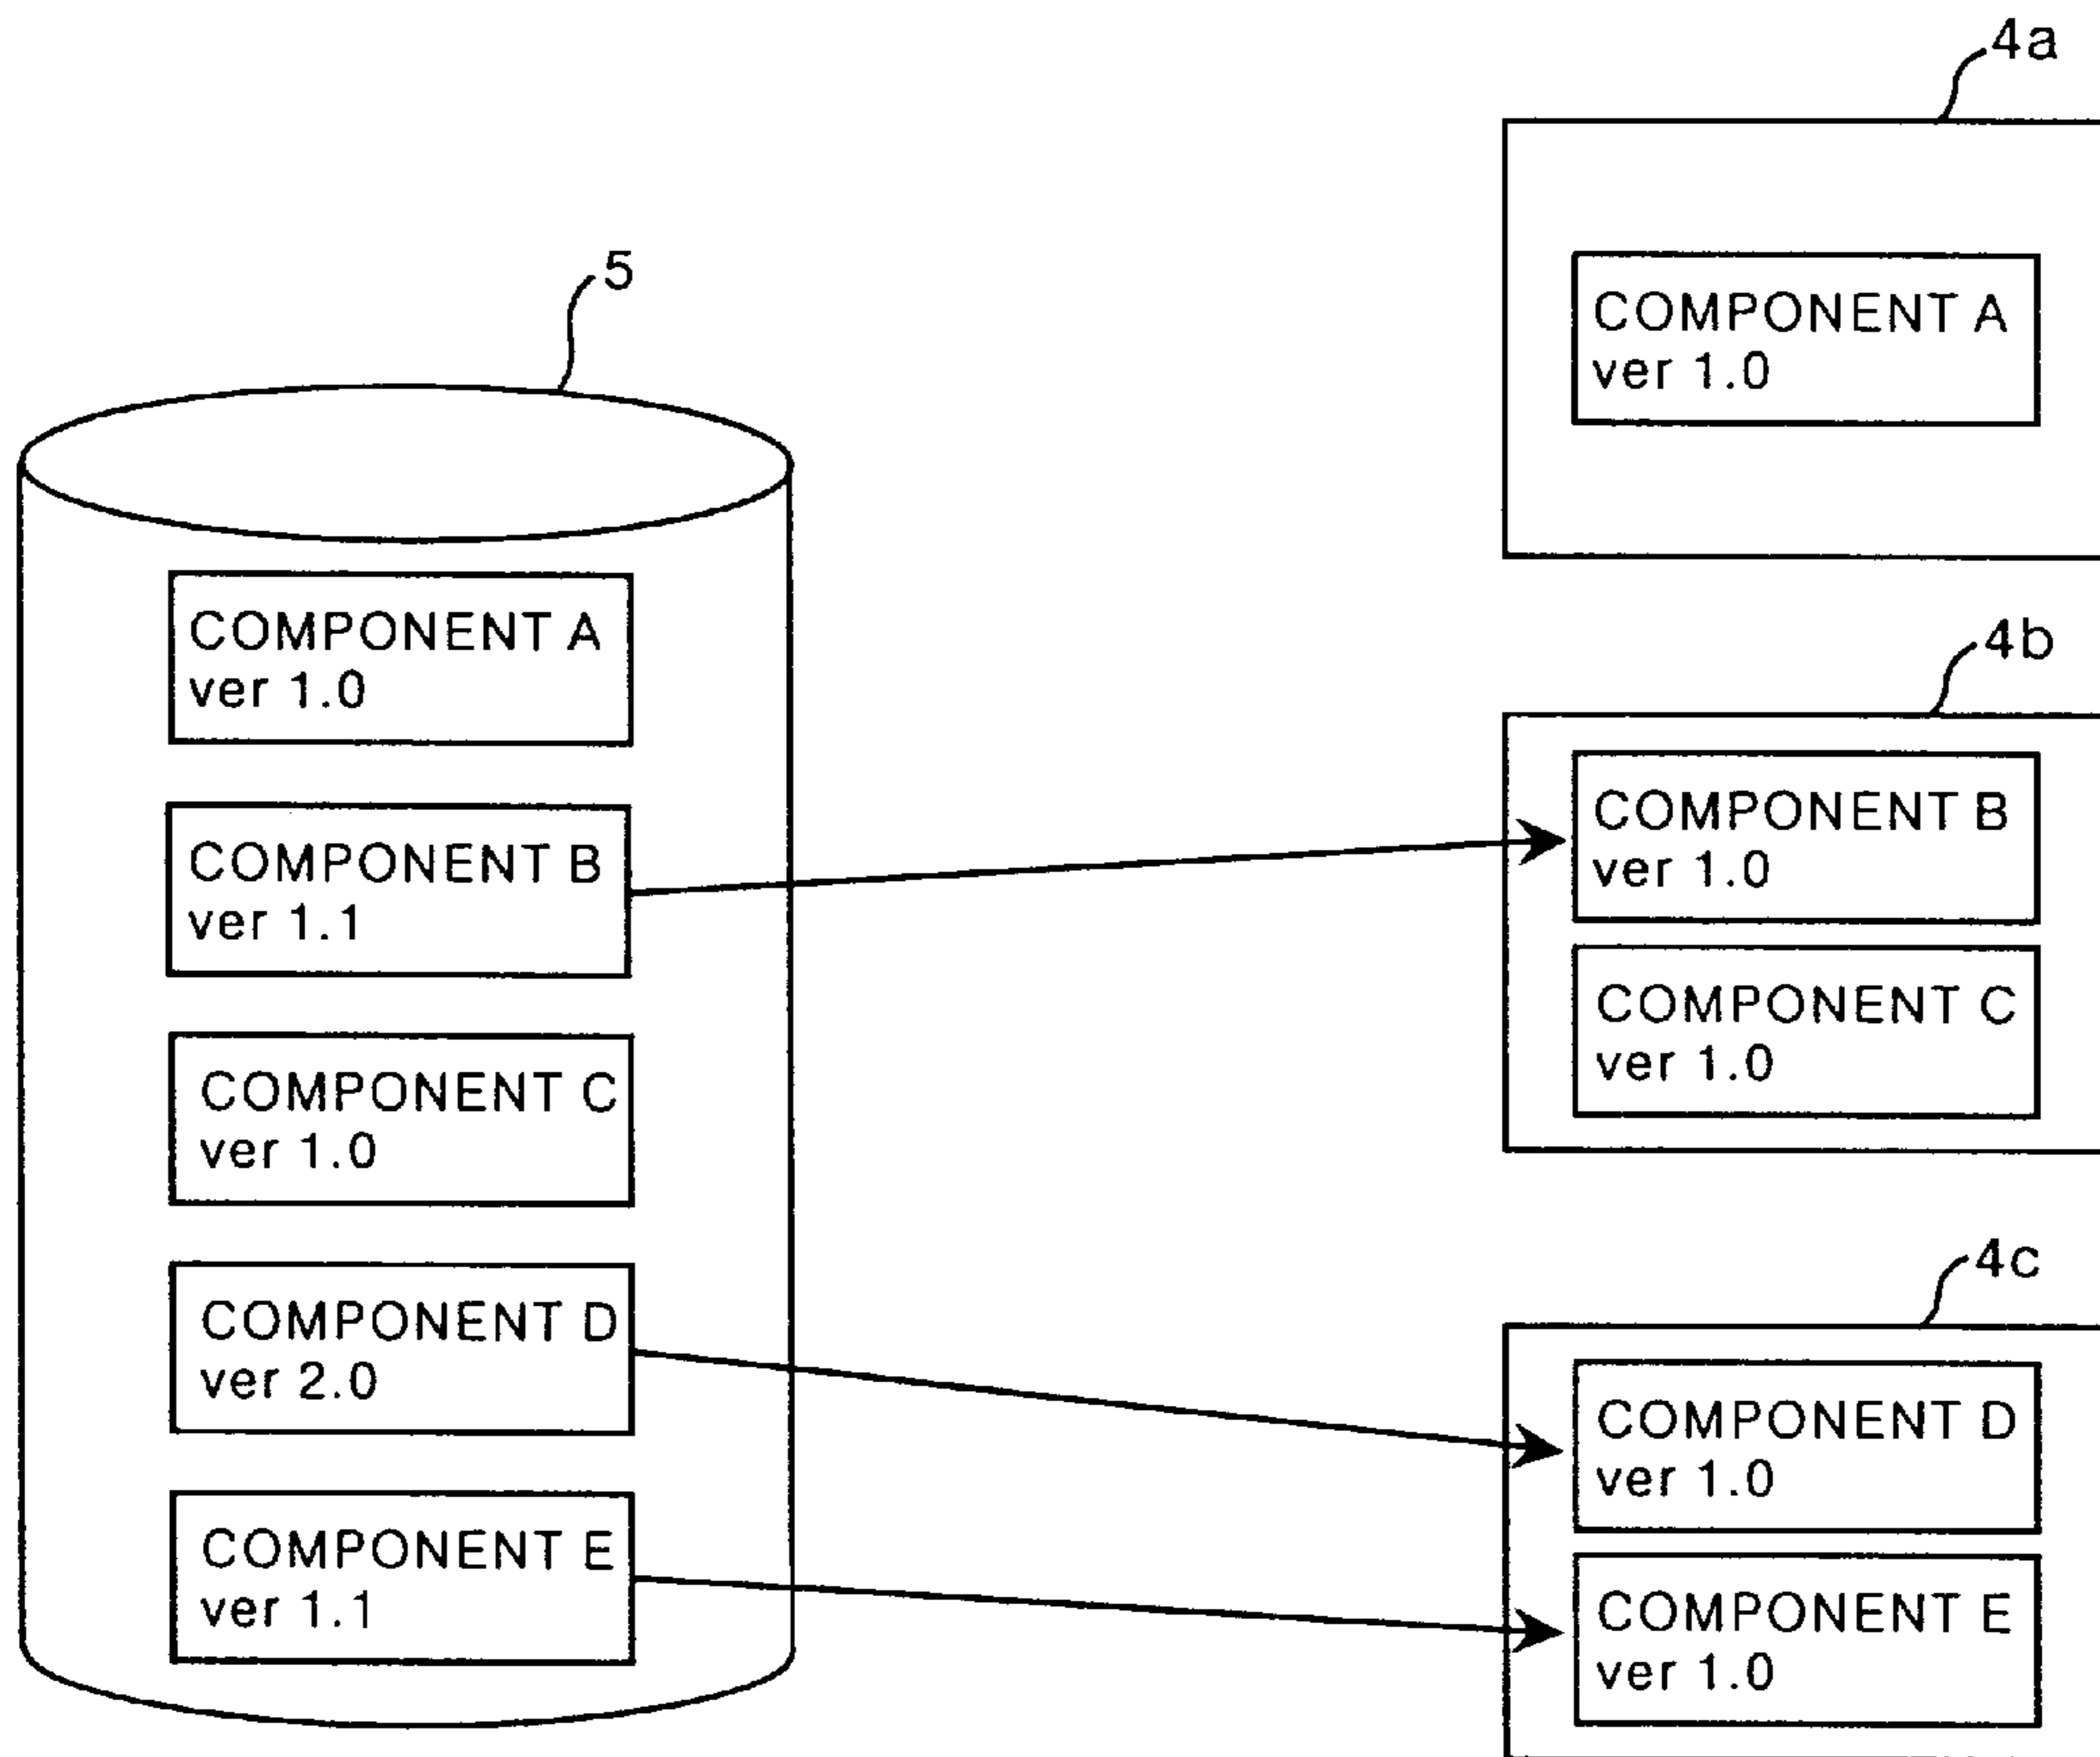 5
COMPONENT A
ver 1.0
COMPONENT B
ver 1.1
COMPONENT C
ver 1.0
COMPONENT D
ver 2.0
COMPONENT E
ver 1.1
4a
COMPONENT A
ver 1.0
4b
COMPONENT B
ver 1.0
COMPONENT C
ver 1.0
4c
COMPONENT D
ver 1.0
COMPONENT E
ver 1.0